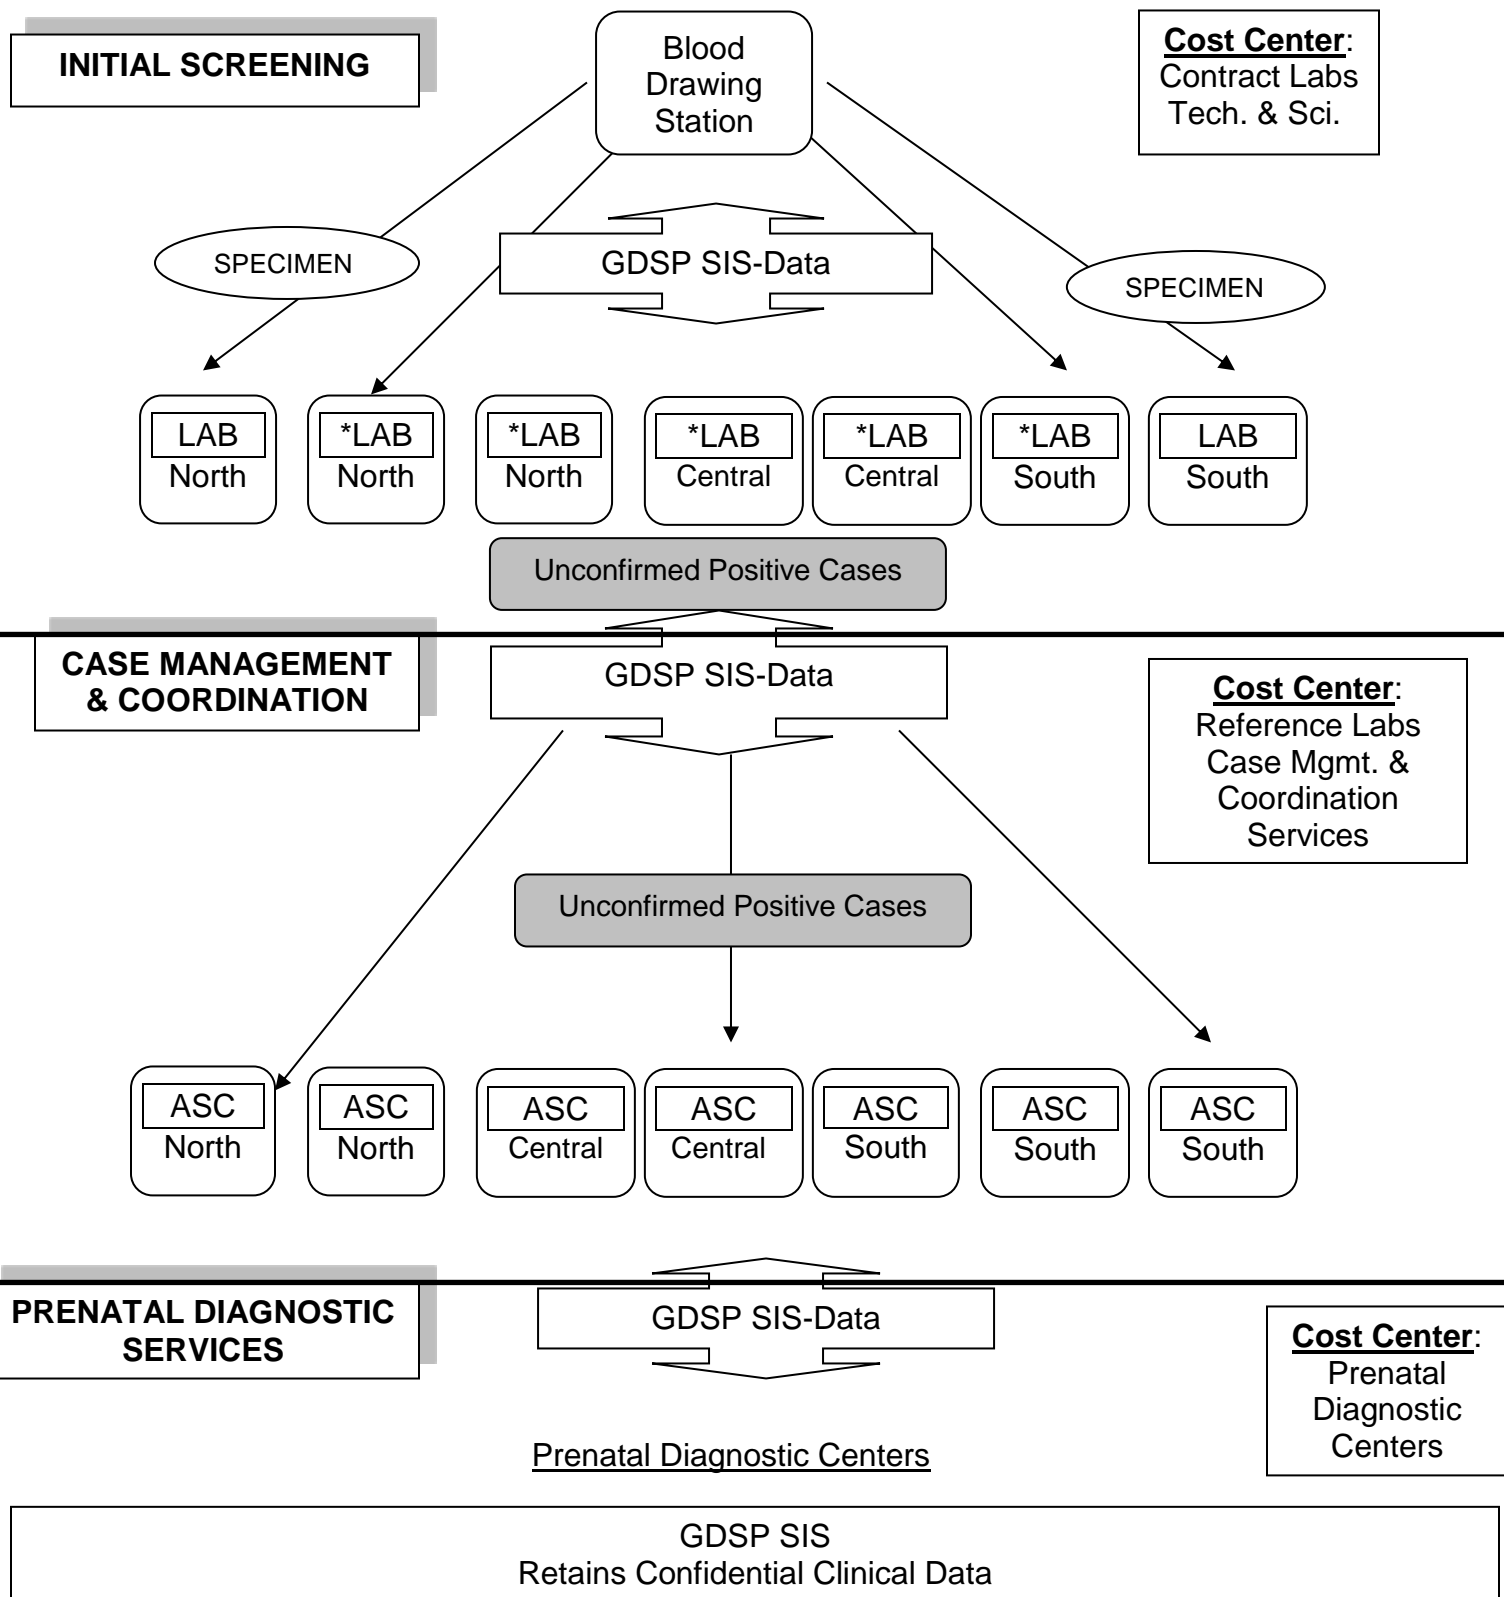 INITIAL SCREENING
Blood
Drawing
Station
Cost Center:
Contract Labs
Tech. & Sci.
SPECIMEN
GDSP SIS-Data
SPECIMEN
LAB
North
*LAB
North
*LAB
North
*LAB
Central
*LAB
Central
*LAB
South
LAB
South
Unconfirmed Positive Cases
CASE MANAGEMENT
& COORDINATION
GDSP SIS-Data
Cost Center:
Reference Labs
Case Mgmt. &
Coordination
Services
Unconfirmed Positive Cases
ASC
North
ASC
North
ASC
Central
ASC
Central
ASC
South
ASC
South
ASC
South
PRENATAL DIAGNOSTIC
SERVICES
GDSP SIS-Data
Cost Center:
Prenatal
Diagnostic
Centers
Prenatal Diagnostic Centers
GDSP SIS
Retains Confidential Clinical Data